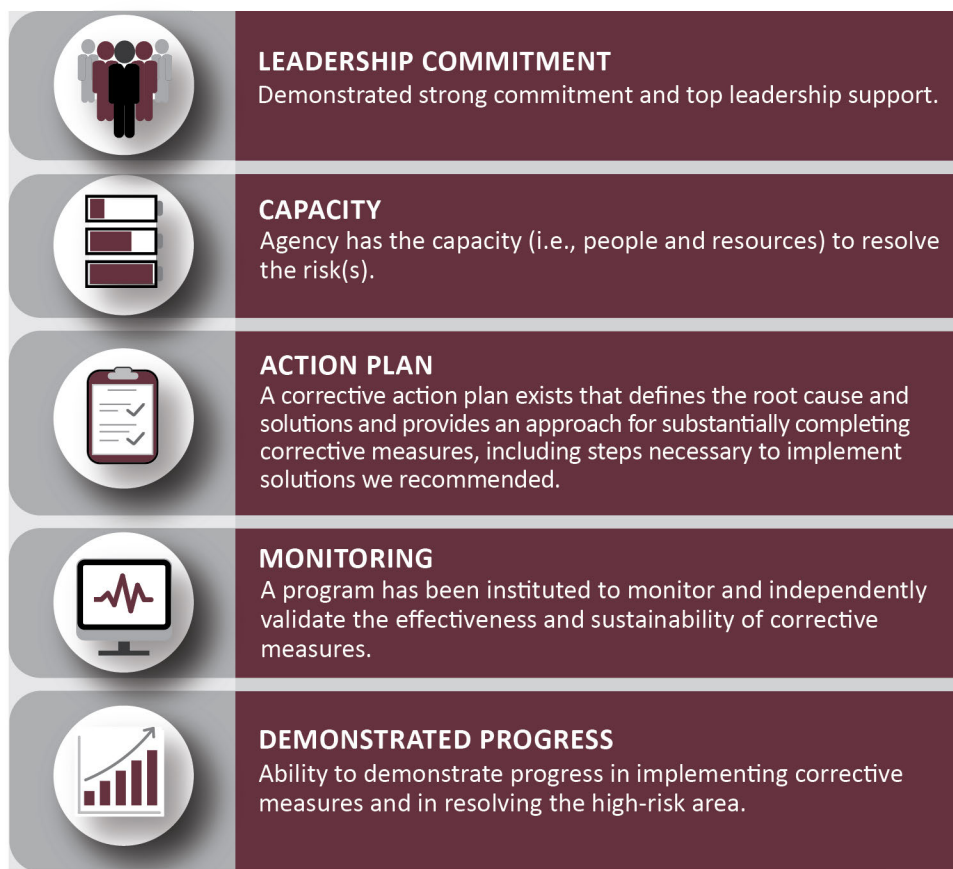 LEADERSHIP COMMITMENT
Demonstrated strong commitment and top leadership support.
CAPACITY
Agency has the capacity (i.e., people and resources) to resolve
the risk(s).
ACTION PLAN
A corrective action plan exists that defines the root cause and
solutions and provides an approach for substantially completing
corrective measures, including steps necessary to implement
solutions we recommended.
MONITORING
A program has been instituted to monitor and independently
validate the effectiveness and sustainability of corrective
measures.
DEMONSTRATED PROGRESS
Ability to demonstrate progress in implementing corrective
measures and in resolving the high-risk area.